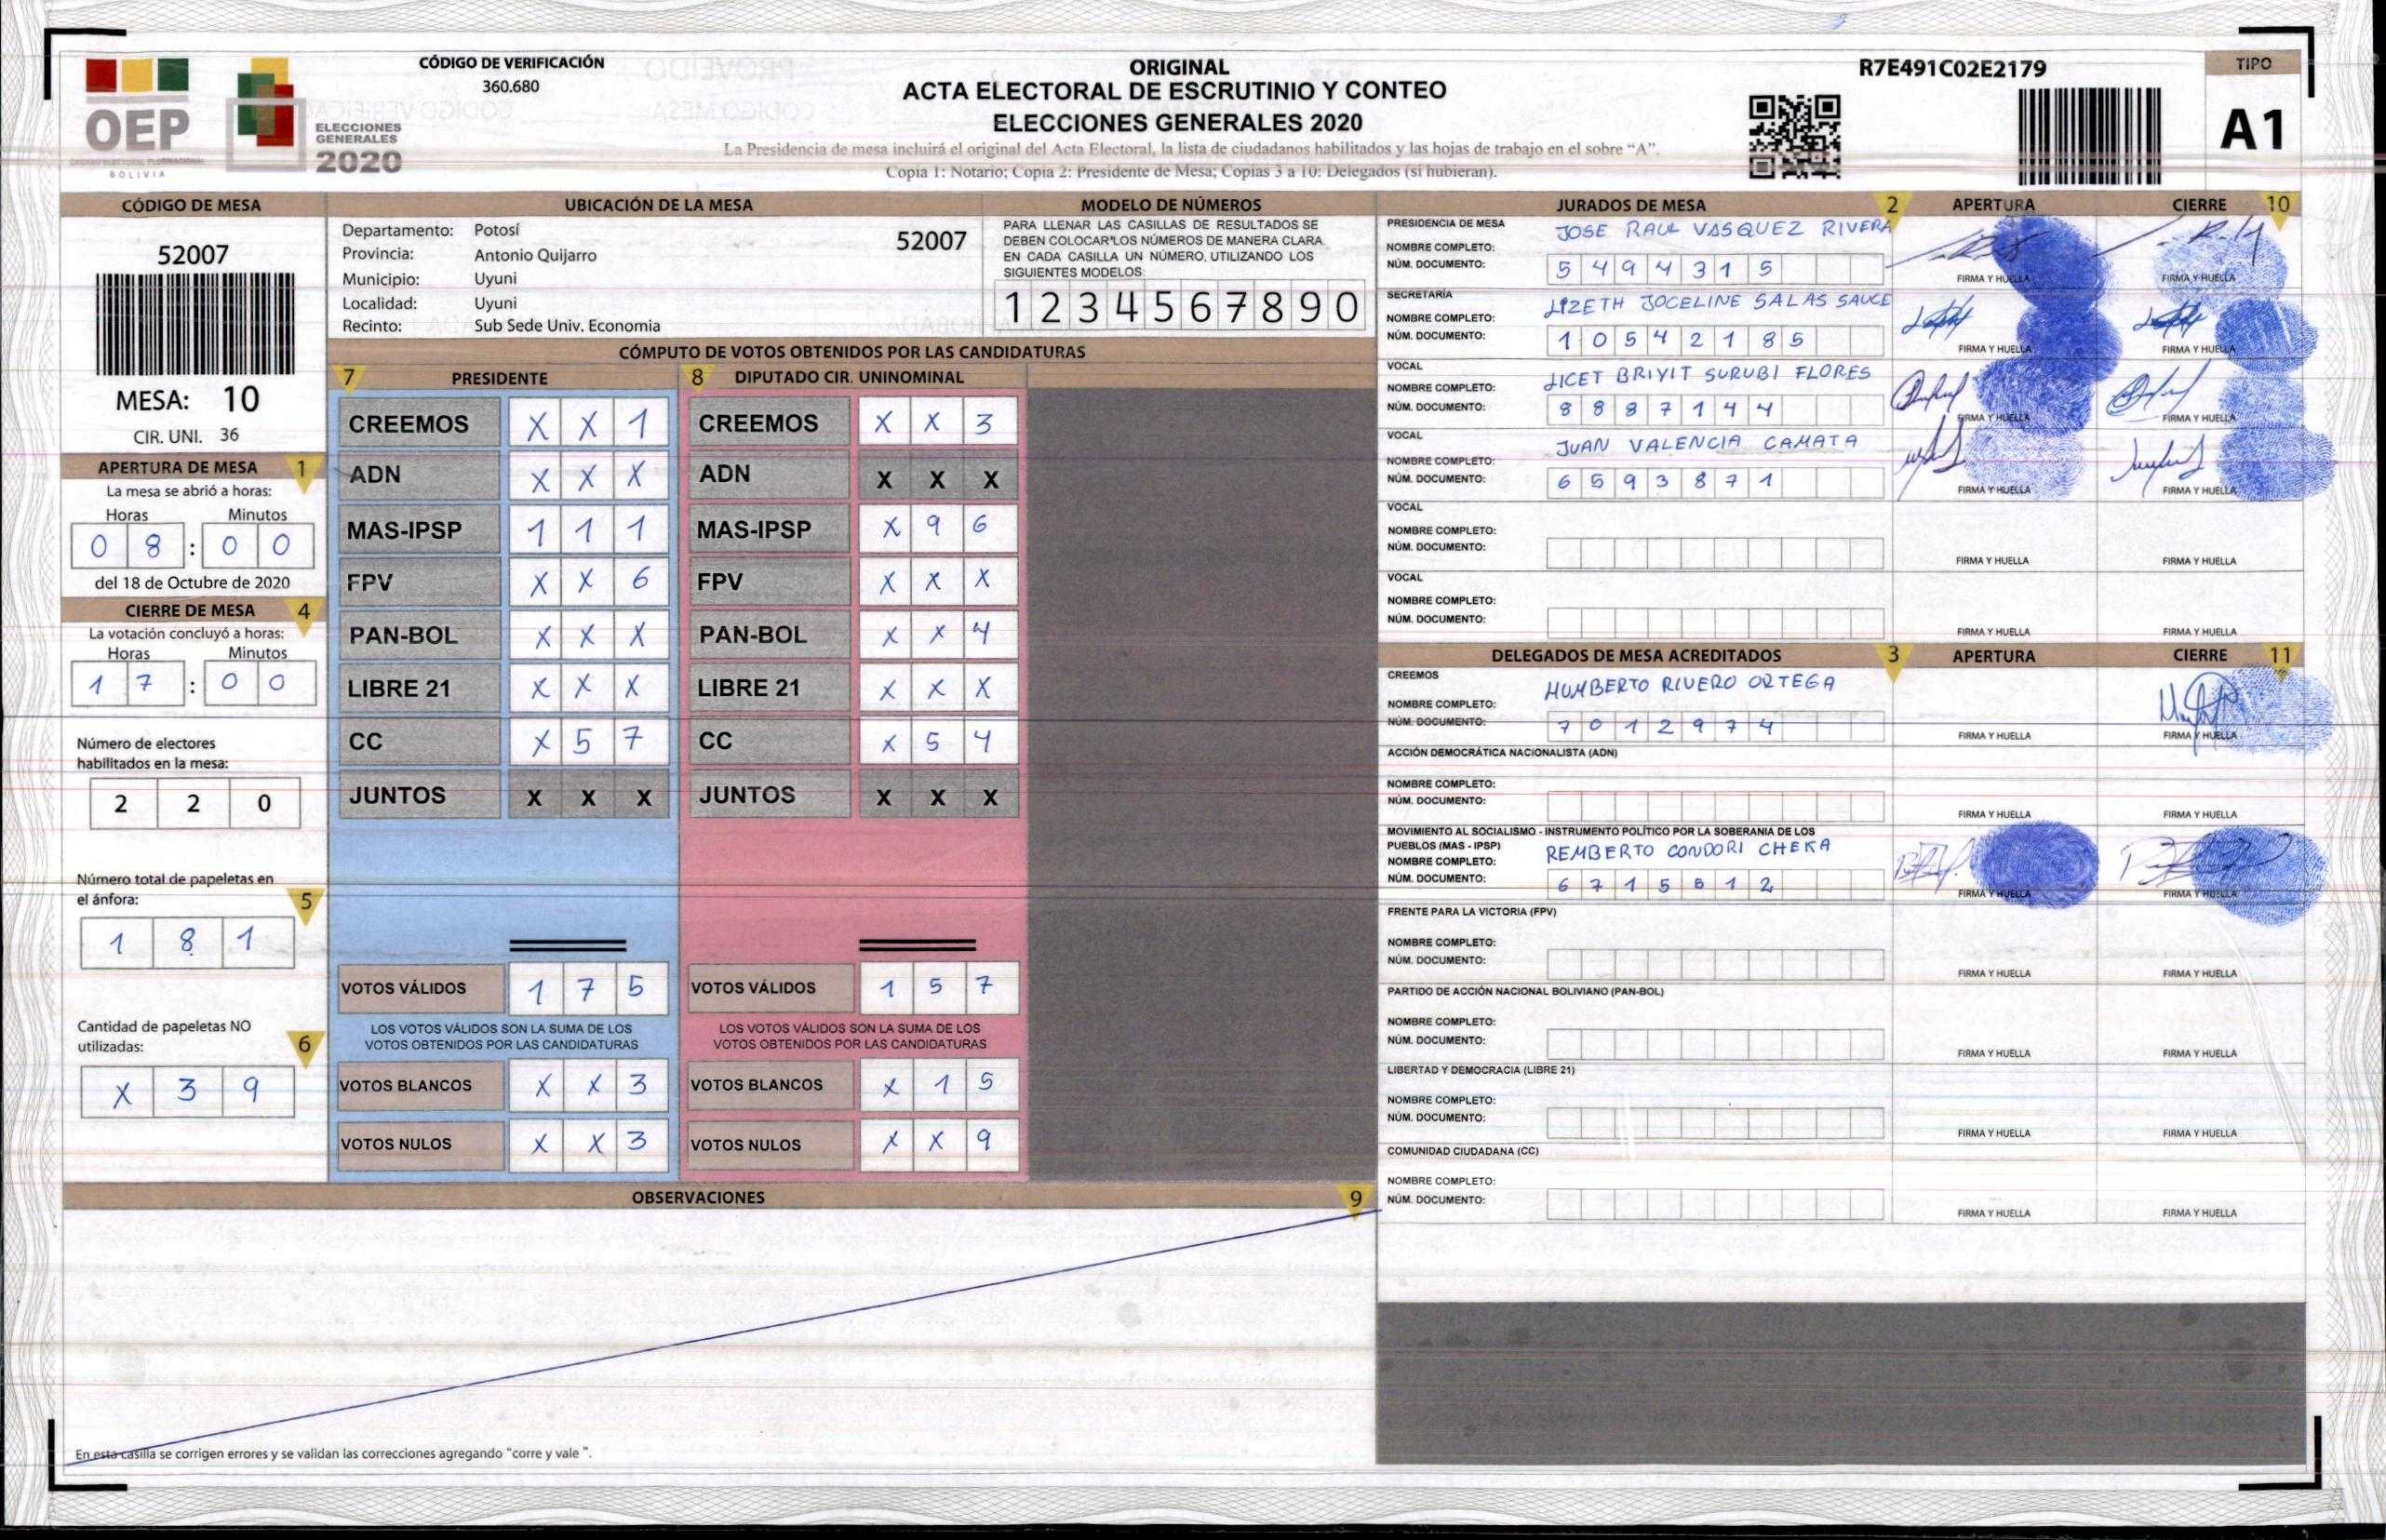 OEP
BOLIVIA
ELECCIONES
GENERALES
2020
CÓDIGO DE VERIFICACIÓN
360.680
ORIGINAL
ACTA ELECTORAL DE ESCRUTINIO Y CONTEO
ELECCIONES GENERALES 2020
La Presidencia de mesa incluirá el original del Acta Electoral, la lista de ciudadanos habilitados y las hojas de trabajo en el sobre “A”.
Copia 1: Notario; Copia 2: Presidente de Mesa; Copias 3 a 10: Delegados (si hubieran).
R7E491C02E2179
TIPO
A1
CÓDIGO DE MESA
52007
MESA: 10
CIR. UNI. 36
APERTURA DE MESA 1
La mesa se abrió a horas:
Horas Minutos
0 8 : 0 0
del 18 de Octubre de 2020
CIERRE DE MESA 4
La votación concluyó a horas:
Horas Minutos
1 7 : 0 0
Número de electores
habilitados en la mesa:
2 2 0
Número total de papeletas en
el ánfora: 5
1 8 1
Cantidad de papeletas NO
utilizadas: 6
X 3 9
UBICACIÓN DE LA MESA
Departamento: Potosí
Provincia: Antonio Quijarro
Municipio: Uyuni
Localidad: Uyuni
Recinto: Sub Sede Univ. Economia
52007
MODELO DE NÚMEROS
PARA LLENAR LAS CASILLAS DE RESULTADOS SE
DEBEN COLOCAR LOS NÚMEROS DE MANERA CLARA
EN CADA CASILLA UN NÚMERO, UTILIZANDO LOS
SIGUIENTES MODELOS:
1 2 3 4 5 6 7 8 9 0
CÓMPUTO DE VOTOS OBTENIDOS POR LAS CANDIDATURAS
7 PRESIDENTE 8 DIPUTADO CIR. UNINOMINAL
CREEMOS X X 1 CREEMOS X X 3
ADN X X X ADN X X X
MAS-IPSP 1 1 1 MAS-IPSP X 9 6
FPV X X 6 FPV X X X
PAN-BOL X X X PAN-BOL X X 4
LIBRE 21 X X X LIBRE 21 X X X
CC X 5 7 CC X 5 4
JUNTOS X X X JUNTOS X X X
VOTOS VÁLIDOS 1 7 5 VOTOS VÁLIDOS 1 5 7
LOS VOTOS VÁLIDOS SON LA SUMA DE LOS LOS VOTOS VÁLIDOS SON LA SUMA DE LOS
VOTOS OBTENIDOS POR LAS CANDIDATURAS VOTOS OBTENIDOS POR LAS CANDIDATURAS
VOTOS BLANCOS X X 3 VOTOS BLANCOS X 1 5
VOTOS NULOS X X 3 VOTOS NULOS X X 9
OBSERVACIONES 9
En esta casilla se corrigen errores y se validan las correcciones agregando “corre y vale ”.
JURADOS DE MESA 2 APERTURA CIERRE 10
PRESIDENCIA DE MESA
NOMBRE COMPLETO: JOSE RAUL VASQUEZ RIVERA
NÚM. DOCUMENTO: 5 4 9 4 3 1 5
FIRMA Y HUELLA FIRMA Y HUELLA
SECRETARÍA
NOMBRE COMPLETO: LIZETH JOCELINE SALAS SAUCE
NÚM. DOCUMENTO: 1 0 5 4 2 1 8 5
FIRMA Y HUELLA FIRMA Y HUELLA
VOCAL
NOMBRE COMPLETO: LICET BRIYIT SURUBI FLORES
NÚM. DOCUMENTO: 8 8 8 7 1 4 4
FIRMA Y HUELLA FIRMA Y HUELLA
VOCAL
NOMBRE COMPLETO: JUAN VALENCIA CAMATA
NÚM. DOCUMENTO: 6 5 9 3 8 7 1
FIRMA Y HUELLA FIRMA Y HUELLA
VOCAL
NOMBRE COMPLETO:
NÚM. DOCUMENTO:
FIRMA Y HUELLA FIRMA Y HUELLA
VOCAL
NOMBRE COMPLETO:
NÚM. DOCUMENTO:
FIRMA Y HUELLA FIRMA Y HUELLA
DELEGADOS DE MESA ACREDITADOS 3 APERTURA CIERRE 11
CREEMOS
NOMBRE COMPLETO: HUMBERTO RIVERO ORTEGA
NÚM. DOCUMENTO: 7 0 1 2 9 7 4
FIRMA Y HUELLA FIRMA Y HUELLA
ACCIÓN DEMOCRÁTICA NACIONALISTA (ADN)
NOMBRE COMPLETO:
NÚM. DOCUMENTO:
FIRMA Y HUELLA FIRMA Y HUELLA
MOVIMIENTO AL SOCIALISMO - INSTRUMENTO POLÍTICO POR LA SOBERANIA DE LOS
PUEBLOS (MAS - IPSP)
NOMBRE COMPLETO: REMBERTO CONDORI CHEKA
NÚM. DOCUMENTO: 6 7 1 5 8 1 2
FIRMA Y HUELLA FIRMA Y HUELLA
FRENTE PARA LA VICTORIA (FPV)
NOMBRE COMPLETO:
NÚM. DOCUMENTO:
FIRMA Y HUELLA FIRMA Y HUELLA
PARTIDO DE ACCIÓN NACIONAL BOLIVIANO (PAN-BOL)
NOMBRE COMPLETO:
NÚM. DOCUMENTO:
FIRMA Y HUELLA FIRMA Y HUELLA
LIBERTAD Y DEMOCRACIA (LIBRE 21)
NOMBRE COMPLETO:
NÚM. DOCUMENTO:
FIRMA Y HUELLA FIRMA Y HUELLA
COMUNIDAD CIUDADANA (CC)
NOMBRE COMPLETO:
NÚM. DOCUMENTO:
FIRMA Y HUELLA FIRMA Y HUELLA